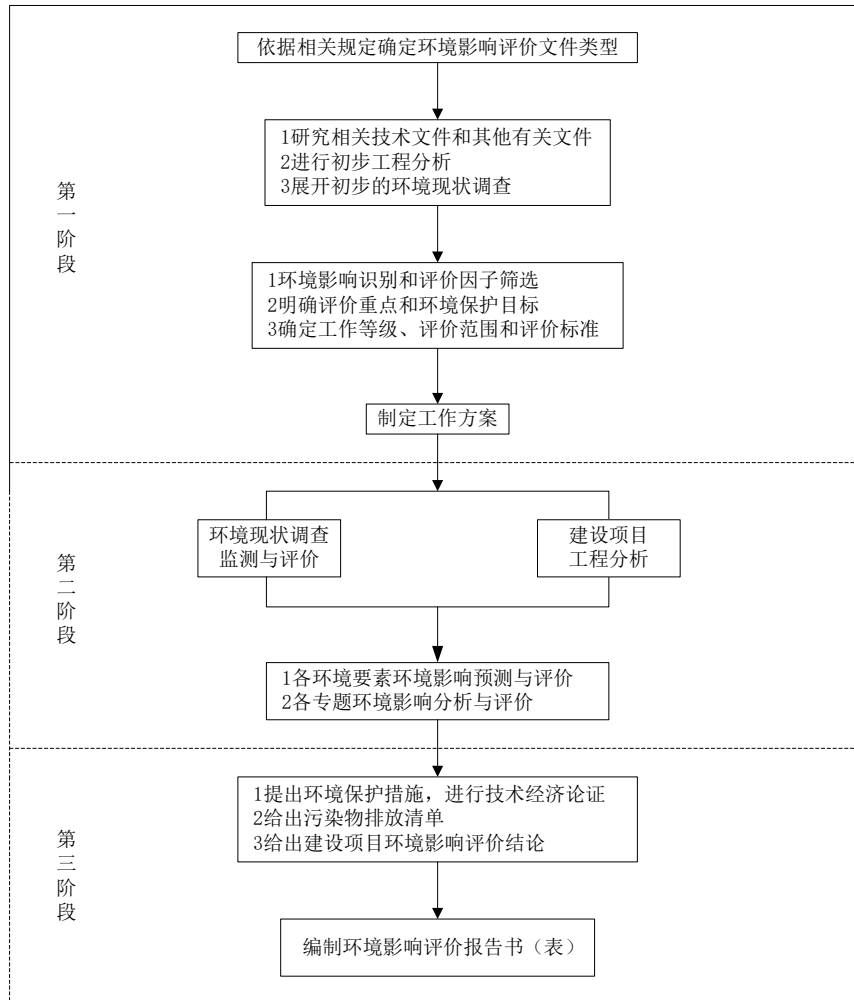 依据相关规定确定环境影响评价文件类型
1研究相关技术文件和其他有关文件
2进行初步工程分析
3展开初步的环境现状调查
第一阶段
1环境影响识别和评价因子筛选
2明确评价重点和环境保护目标
3确定工作等级、评价范围和评价标准
制定工作方案
环境现状调查
监测与评价
建设项目
工程分析
第二阶段
1各环境要素环境影响预测与评价
2各专题环境影响分析与评价
1提出环境保护措施，进行技术经济论证
2给出污染物排放清单
3给出建设项目环境影响评价结论
第三阶段
编制环境影响评价报告书（表）